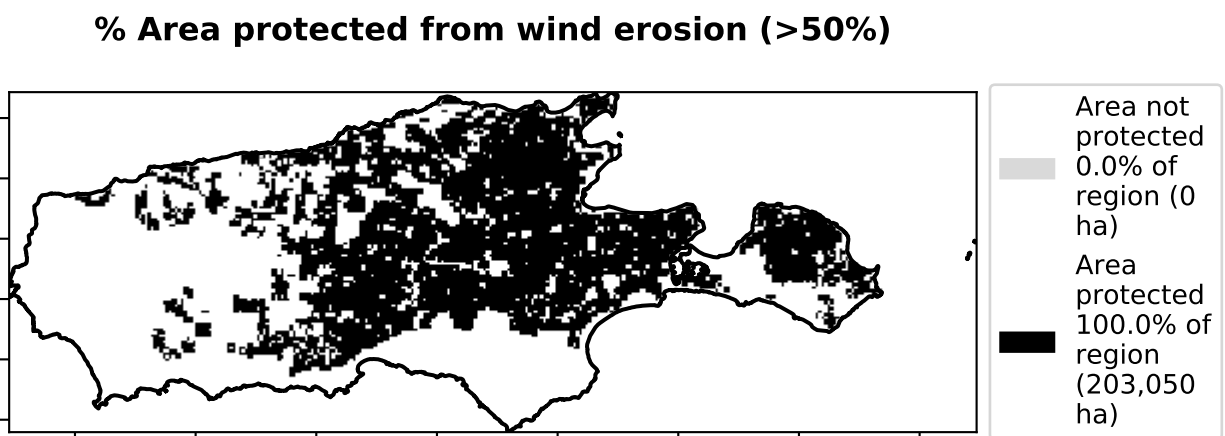 % Area protected from wind erosion (>50%)
Area not
protected
0.0% of
region (0
ha)
Area
protected
100.0% of
region
(203,050
ha)